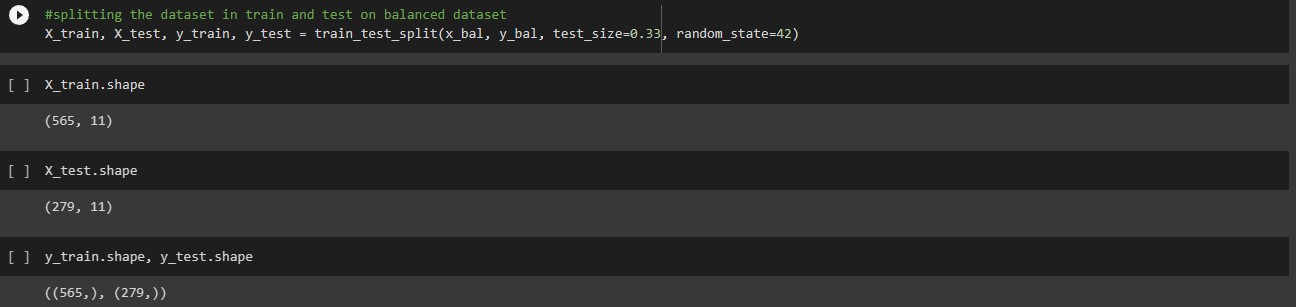 #splitting the dataset in train and test on balanced dataset
X_train, X_test, y_train, y_test = train_test_split(x_bal, y_bal, test_size=0.33, random_state=42)
[ ] X_train.shape
(565, 11)
[ ] X_test.shape
(279, 11)
[ ] y_train.shape, y_test.shape
((565,), (279,))